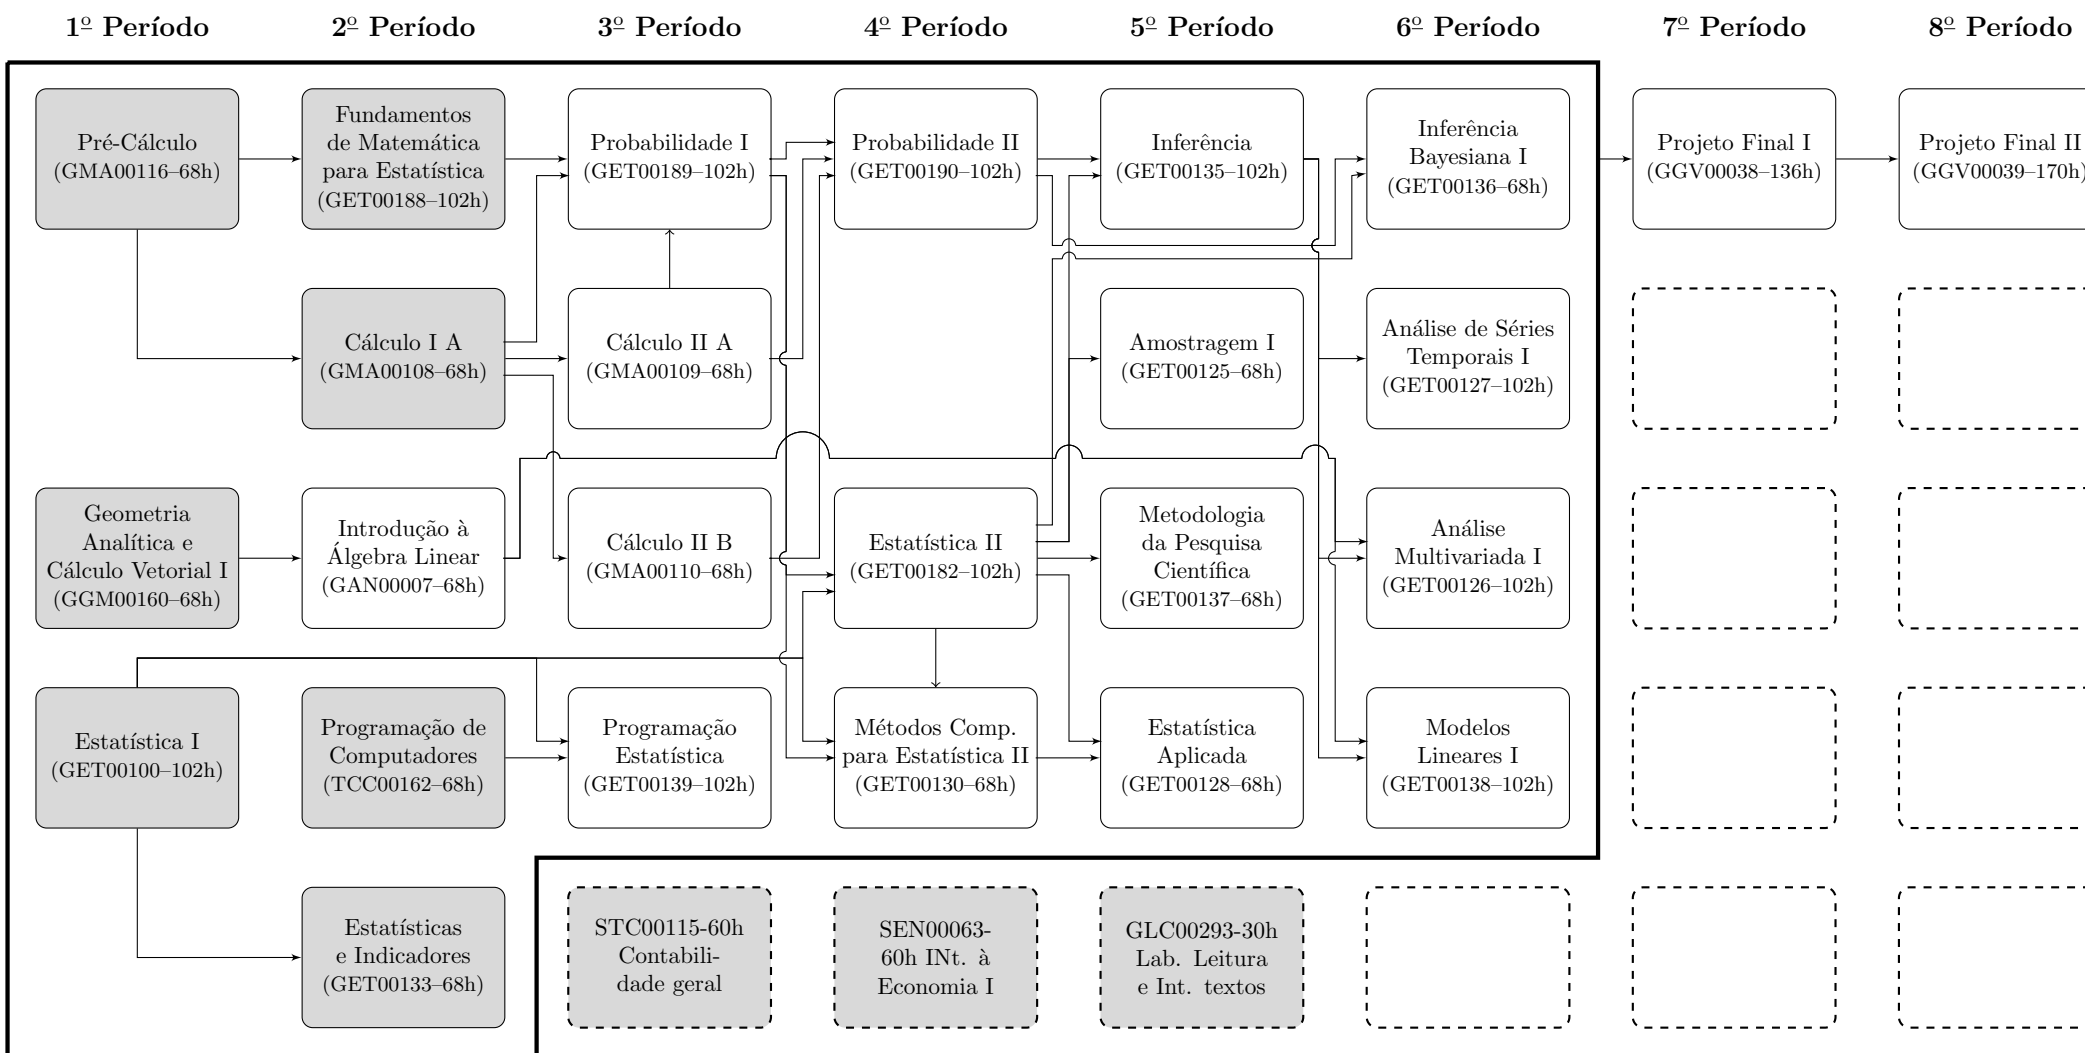 1º Período
2º Período
3º Período
4º Período
5º Período
6º Período
7º Período
8º Período
Pré-Cálculo
(GMA00116–68h)
Fundamentos
de Matemática
para Estatística
(GET00188–102h)
Probabilidade I
(GET00189–102h)
Probabilidade II
(GET00190–102h)
Inferência
(GET00135–102h)
Inferência
Bayesiana I
(GET00136–68h)
Projeto Final I
(GGV00038–136h)
Projeto Final II
(GGV00039–170h)
Cálculo I A
(GMA00108–68h)
Cálculo II A
(GMA00109–68h)
Amostragem I
(GET00125–68h)
Análise de Séries
Temporais I
(GET00127–102h)
Geometria
Analítica e
Cálculo Vetorial I
(GGM00160–68h)
Introdução à
Álgebra Linear
(GAN00007–68h)
Cálculo II B
(GMA00110–68h)
Estatística II
(GET00182–102h)
Metodologia
da Pesquisa
Científica
(GET00137–68h)
Análise
Multivariada I
(GET00126–102h)
Estatística I
(GET00100–102h)
Programação de
Computadores
(TCC00162–68h)
Programação
Estatística
(GET00139–102h)
Métodos Comp.
para Estatística II
(GET00130–68h)
Estatística
Aplicada
(GET00128–68h)
Modelos
Lineares I
(GET00138–102h)
Estatísticas
e Indicadores
(GET00133–68h)
STC00115-60h
Contabili-
dade geral
SEN00063-
60h INt. à
Economia I
GLC00293-30h
Lab. Leitura
e Int. textos